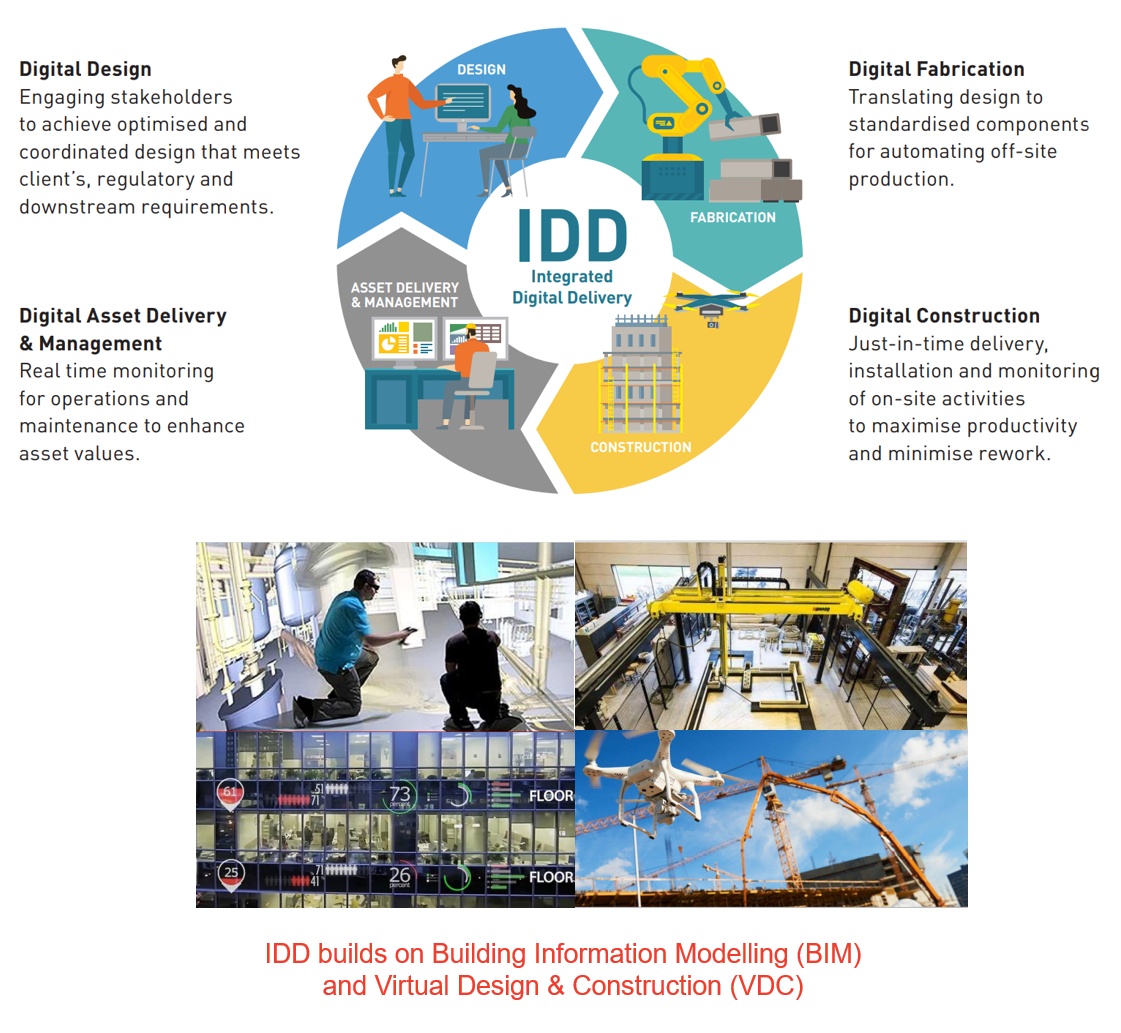 Digital Design
Engaging stakeholders
to achieve optimised and
coordinated design that meets
client's, regulatory and
downstream requirements.
DESIGN
FABRICATION
Digital Fabrication
Translating design to
standardised components
for automating off-site
production.
IDD
Integrated
Digital Delivery
Digital Asset Delivery
& Management
Real time monitoring
for operations and
maintenance to enhance
asset values.
ASSET DELIVERY
& MANAGEMENT
CONSTRUCTION
Digital Construction
Just-in-time delivery,
installation and monitoring
of on-site activities
to maximise productivity
and minimise rework.
61
51
71
73
percent
FLOOR
25
71
41
26
percent
FLOOR
IDD builds on Building Information Modelling (BIM)
and Virtual Design & Construction (VDC)